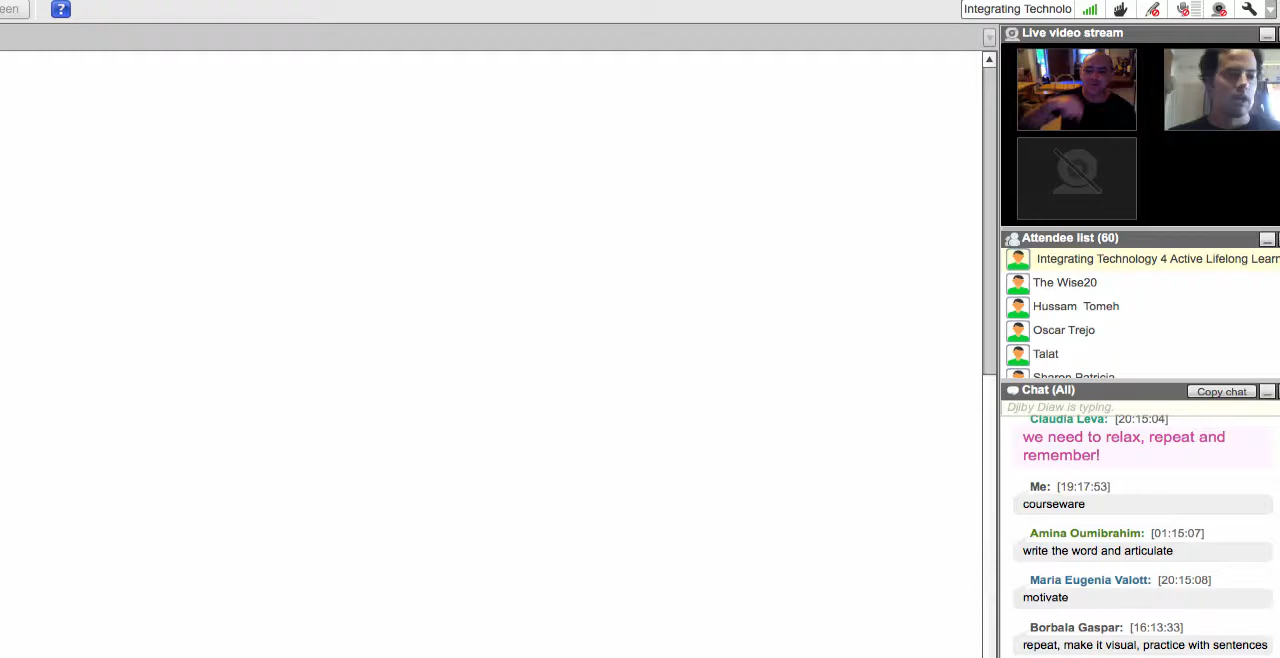 een
?
Integrating Technolo
Live video stream
Attendee list (60)
Integrating Technology 4 Active Lifelong Learn
The Wise20
Hussam Tomeh
Oscar Trejo
Talat
Sharon Patricia
Chat (All)
Copy chat
Djiby Diaw is typing.
Claudia Leva: [20:15:04]
we need to relax, repeat and
remember!
Me: [19:17:53]
courseware
Amina Oumibrahim: [01:15:07]
write the word and articulate
Maria Eugenia Valott: [20:15:08]
motivate
Borbala Gaspar: [16:13:33]
repeat, make it visual, practice with sentences